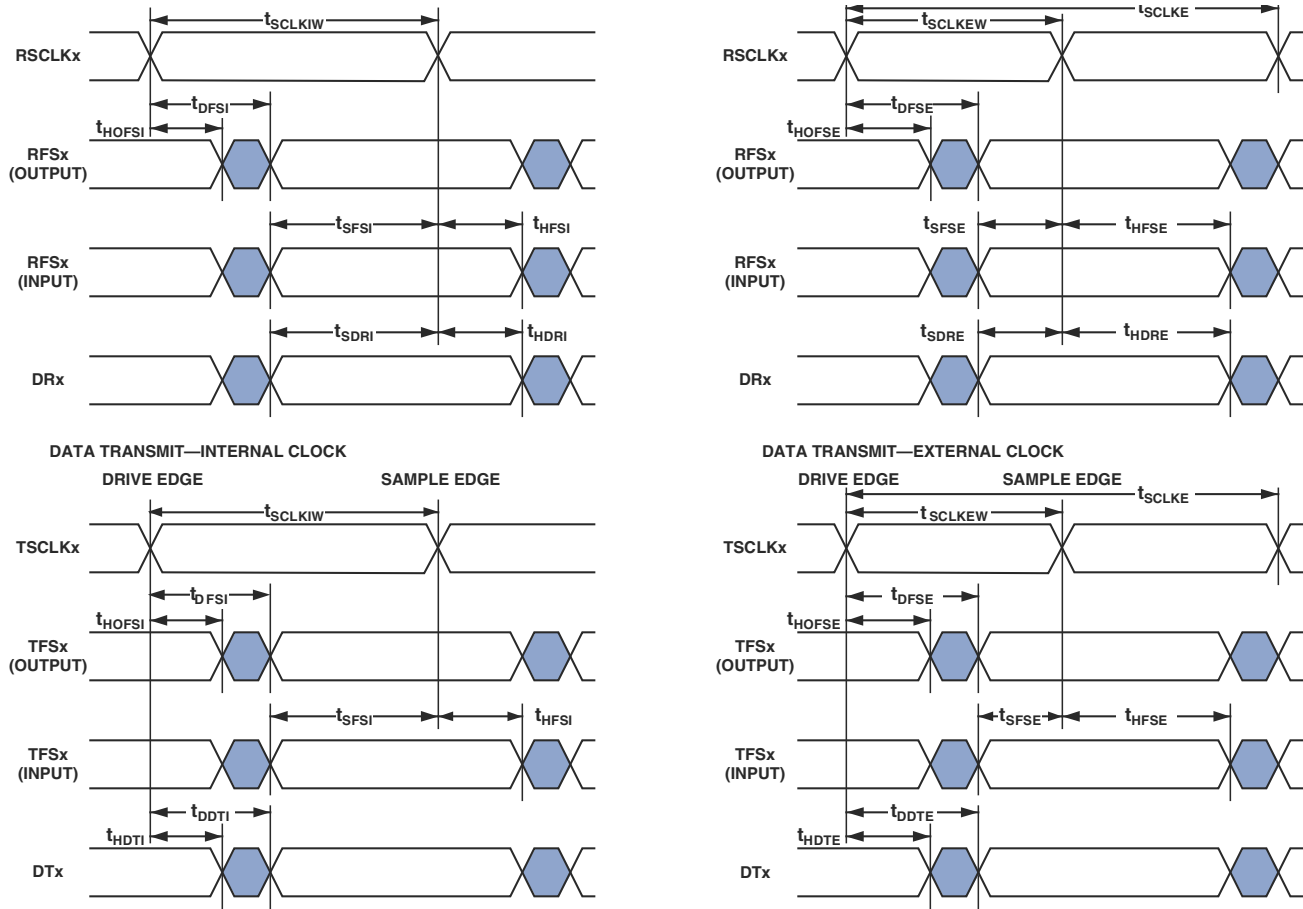 tSCLKIW
RSCLKx
tDFSI
tHOFSI
RFSx
(OUTPUT)
tSFSI
tHFSI
RFSx
(INPUT)
tSDRI
tHDRI
DRx
tSCLKE
tSCLKEW
RSCLKx
tDFSE
tHOFSE
RFSx
(OUTPUT)
tSFSE
tHFSE
RFSx
(INPUT)
tSDRE
tHDRE
DRx
DATA TRANSMIT—INTERNAL CLOCK
DRIVE EDGE
SAMPLE EDGE
tSCLKIW
TSCLKx
tDFSI
tHOFSI
TFSx
(OUTPUT)
tSFSI
tHFSI
TFSx
(INPUT)
tDDTI
tHDTI
DTx
DATA TRANSMIT—EXTERNAL CLOCK
DRIVE EDGE
SAMPLE EDGE
tSCLKE
tSCLKEW
TSCLKx
tDFSE
tHOFSE
TFSx
(OUTPUT)
tSFSE
tHFSE
TFSx
(INPUT)
tDDTE
tHDTE
DTx